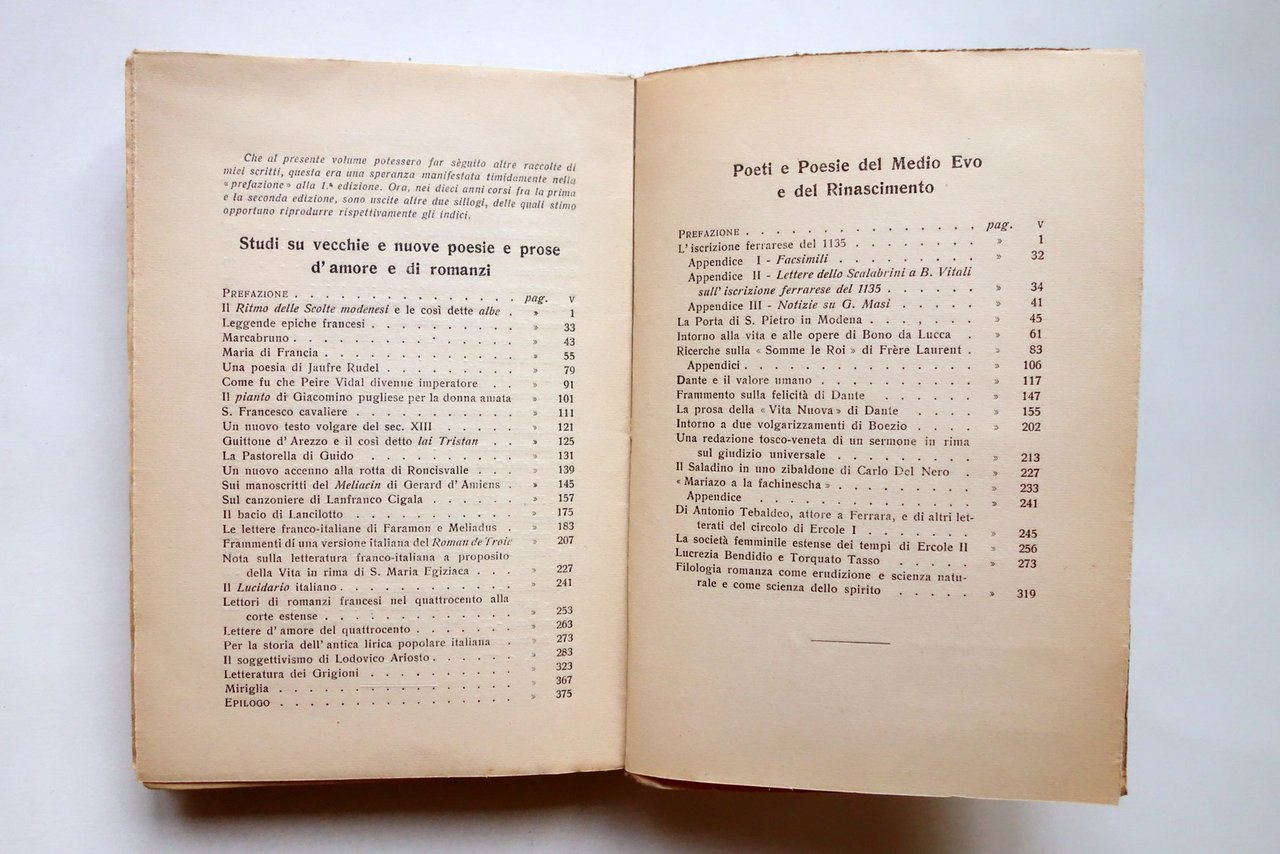 Che al presente volume potessero far sèguito altre raccolte di
miei scritti, questa era una speranza manifestata timidamente nella
« prefazione » alla 1.ª edizione. Ora, nei dieci anni corsi fra la prima
e la seconda edizione, sono uscite altre due sillogi, delle quali stimo
opportuno riprodurre rispettivamente gli indici.
Studi su vecchie e nuove poesie e prose
d'amore e di romanzi
PREFAZIONE . . . . . . . . . . . . . . . pag. V
Il Ritmo delle Scolte modenesi e le così dette albe . » 1
Leggende epiche francesi . . . . . . . . . . » 33
Marcabruno . . . . . . . . . . . . . . » 43
Maria di Francia . . . . . . . . . . . . » 55
Una poesia di Jaufre Rudel . . . . . . . . . » 79
Come fu che Peire Vidal divenne imperatore . . » 91
Il pianto di Giacomino pugliese per la donna amata » 101
S. Francesco cavaliere . . . . . . . . . . . » 111
Un nuovo testo volgare del sec. XIII . . . . . » 121
Guittone d'Arezzo e il così detto lai Tristan . . » 125
La Pastorella di Guido . . . . . . . . . . » 131
Un nuovo accenno alla rotta di Roncisvalle . . . » 139
Sui manoscritti del Meliacin di Gerard d'Amiens . » 145
Sul canzoniere di Lanfranco Cigala . . . . . . » 157
Il bacio di Lancilotto . . . . . . . . . . . » 175
Le lettere franco-italiane di Faramon e Meliadus . » 183
Frammenti di una versione italiana del Roman de Troie » 207
Nota sulla letteratura franco-italiana a proposito
della Vita in rima di S. Maria Egiziaca . . . » 227
Il Lucidario italiano . . . . . . . . . . . . » 241
Lettori di romanzi francesi nel quattrocento alla
corte estense . . . . . . . . . . . . . » 253
Lettere d'amore del quattrocento . . . . . . . » 263
Per la storia dell'antica lirica popolare italiana . » 273
Il soggettivismo di Lodovico Ariosto . . . . . . » 283
Letteratura dei Grigioni . . . . . . . . . . » 323
Miriglia . . . . . . . . . . . . . . . » 367
EPILOGO . . . . . . . . . . . . . . . » 375
Poeti e Poesie del Medio Evo
e del Rinascimento
PREFAZIONE . . . . . . . . . . . . . . . pag. V
L'iscrizione ferrarese del 1135 . . . . . . . . » 1
Appendice I - Facsimili . . . . . . . . . » 32
Appendice II - Lettere dello Scalabrini a B. Vitali
sull'iscrizione ferrarese del 1135 . . . . . » 34
Appendice III - Notizie su G. Masi . . . . . » 41
La Porta di S. Pietro in Modena . . . . . . . » 45
Intorno alla vita e alle opere di Bono da Lucca . » 61
Ricerche sulla « Somme le Roi » di Frère Laurent . » 83
Appendici . . . . . . . . . . . . . . » 106
Dante e il valore umano . . . . . . . . . . » 117
Frammento sulla felicità di Dante . . . . . . » 147
La prosa della « Vita Nuova » di Dante . . . . » 155
Intorno a due volgarizzamenti di Boezio . . . . » 202
Una redazione tosco-veneta di un sermone in rima
sul giudizio universale . . . . . . . . . » 213
Il Saladino in uno zibaldone di Carlo Del Nero . » 227
« Mariazo a la fachinescha » . . . . . . . . . » 233
Appendice . . . . . . . . . . . . . » 241
Di Antonio Tebaldeo, attore a Ferrara, e di altri let-
terati del circolo di Ercole I . . . . . . . » 245
La società femminile estense dei tempi di Ercole II » 256
Lucrezia Bendidio e Torquato Tasso . . . . . » 273
Filologia romanza come erudizione e scienza natu-
rale e come scienza dello spirito . . . . . » 319